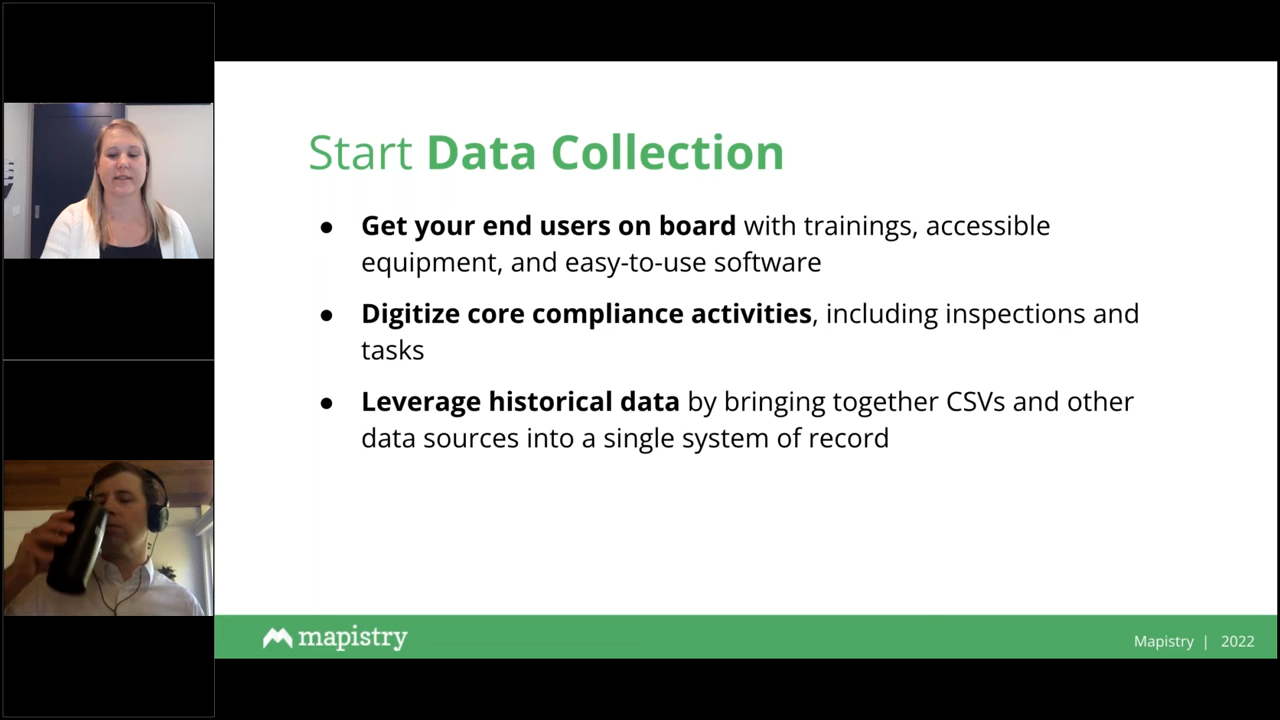 Start Data Collection
● Get your end users on board with trainings, accessible
equipment, and easy-to-use software
● Digitize core compliance activities, including inspections and
tasks
● Leverage historical data by bringing together CSVs and other
data sources into a single system of record
mapistry
Mapistry | 2022